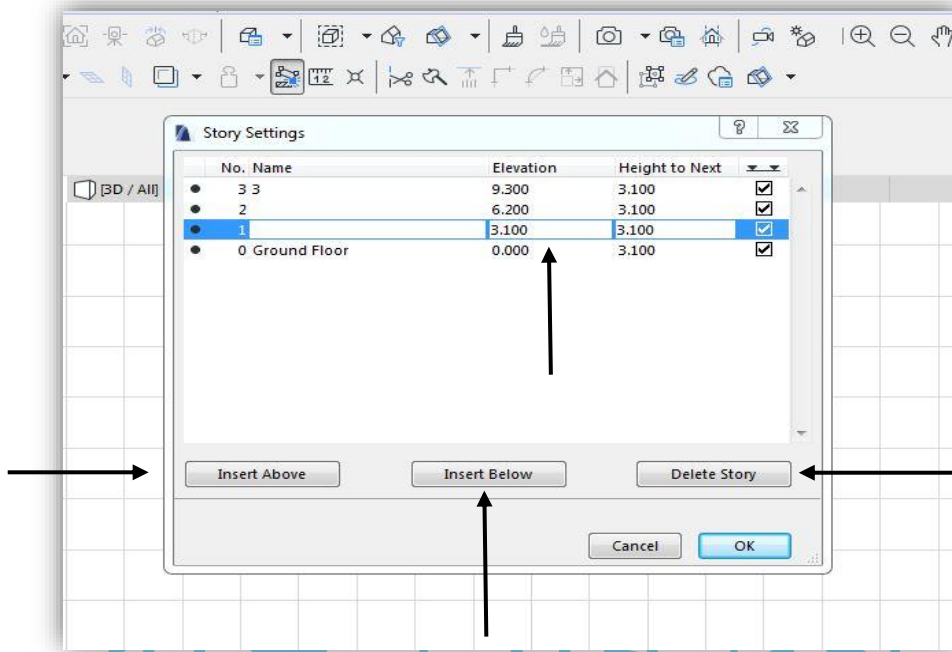 Story Settings
No. Name Elevation Height to Next
[3D / All]
3 3 9.300 3.100
2 6.200 3.100
1 3.100 3.100
0 Ground Floor 0.000 3.100
Insert Above Insert Below Delete Story
Cancel OK